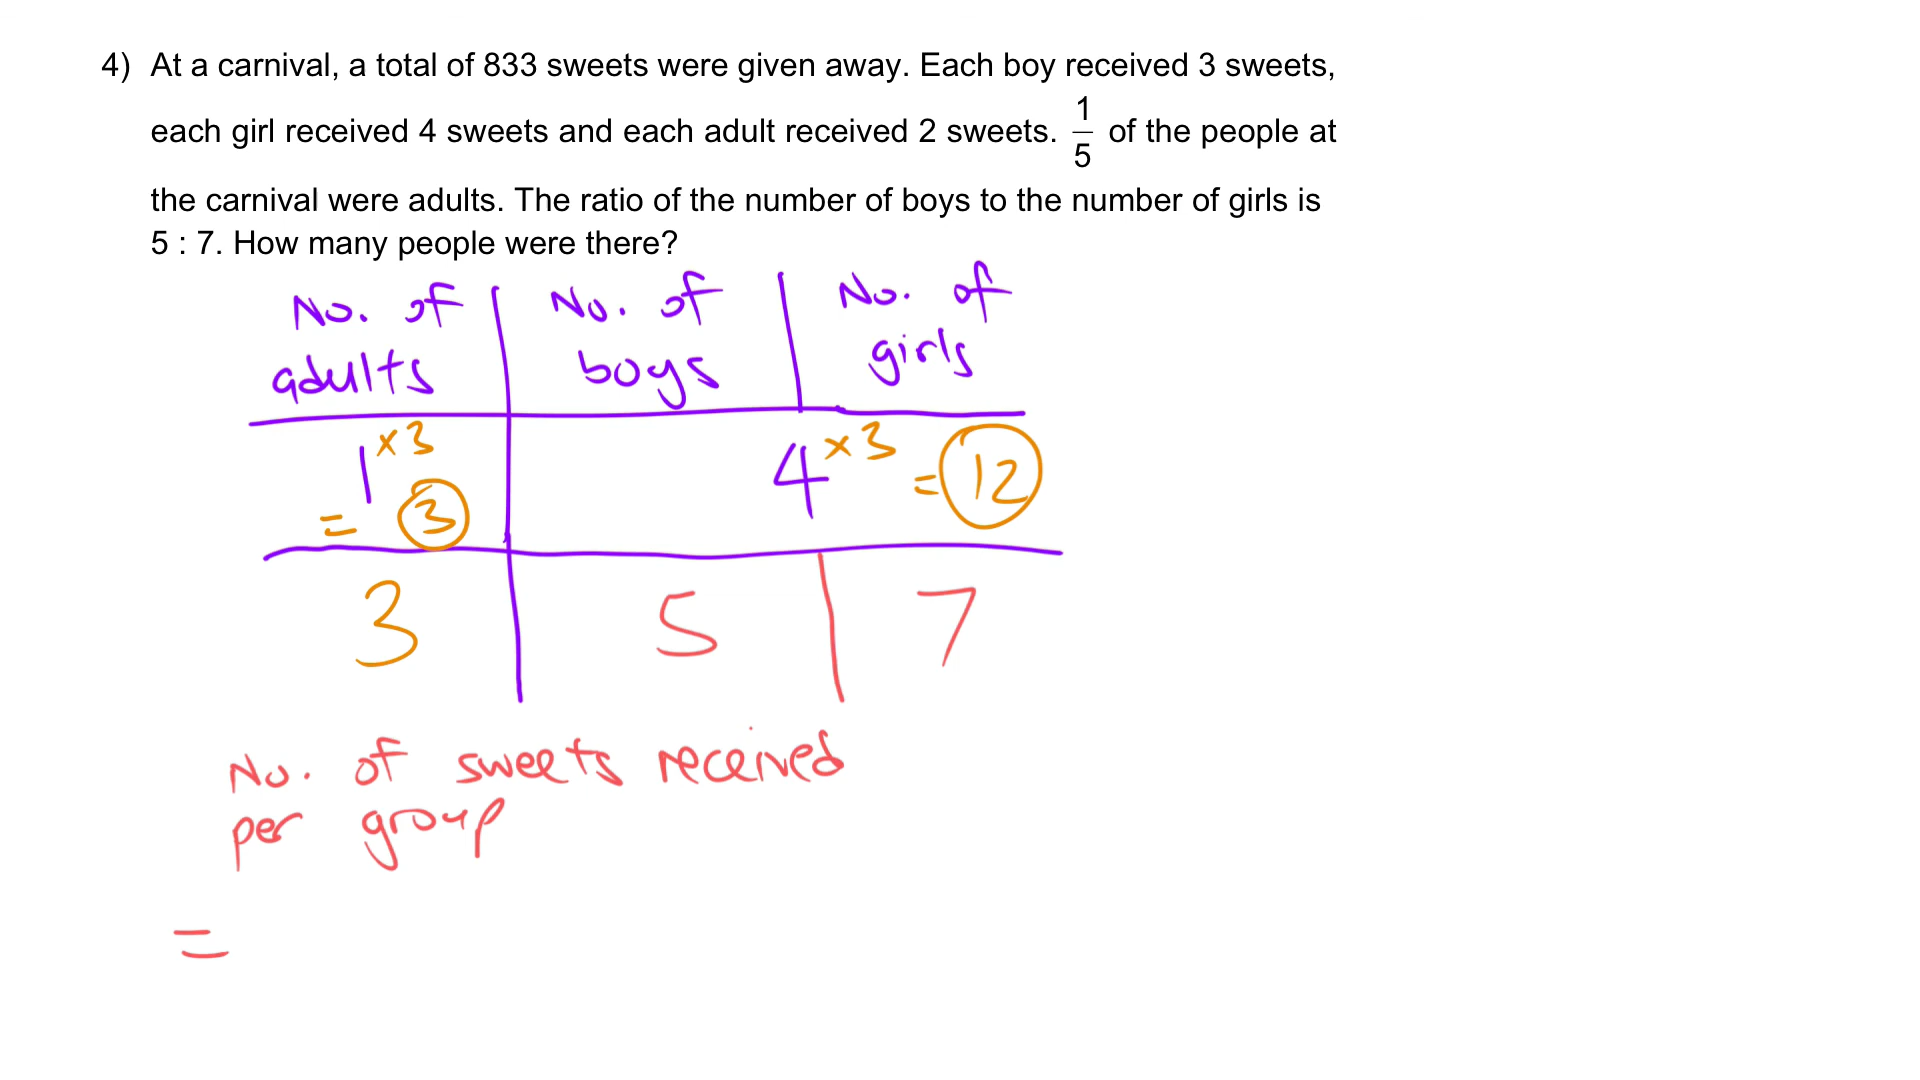 4) At a carnival, a total of 833 sweets were given away. Each boy received 3 sweets,
each girl received 4 sweets and each adult received 2 sweets. 1/5 of the people at
the carnival were adults. The ratio of the number of boys to the number of girls is
5 : 7. How many people were there?
No. of adults | No. of boys | No. of girls
1 ×3 = 3 | 4 ×3 = 12
3 | 5 | 7
No. of sweets received
per group
=